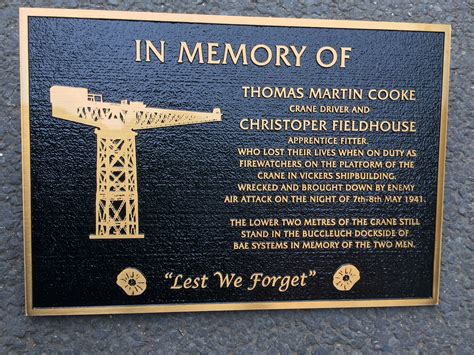 IN MEMORY OF
THOMAS MARTIN COOKE
CRANE DRIVER AND
CHRISTOPER FIELDHOUSE
APPRENTICE FITTER.
WHO LOST THEIR LIVES WHEN ON DUTY AS
FIREWATCHERS ON THE PLATFORM OF THE
CRANE IN VICKERS SHIPBUILDING.
WRECKED AND BROUGHT DOWN BY ENEMY
AIR ATTACK ON THE NIGHT OF 7th-8th MAY 1941.
THE LOWER TWO METRES OF THE CRANE STILL
STAND IN THE BUCCLEUCH DOCKSIDE OF
BAE SYSTEMS IN MEMORY OF THE TWO MEN.
"Lest We Forget"